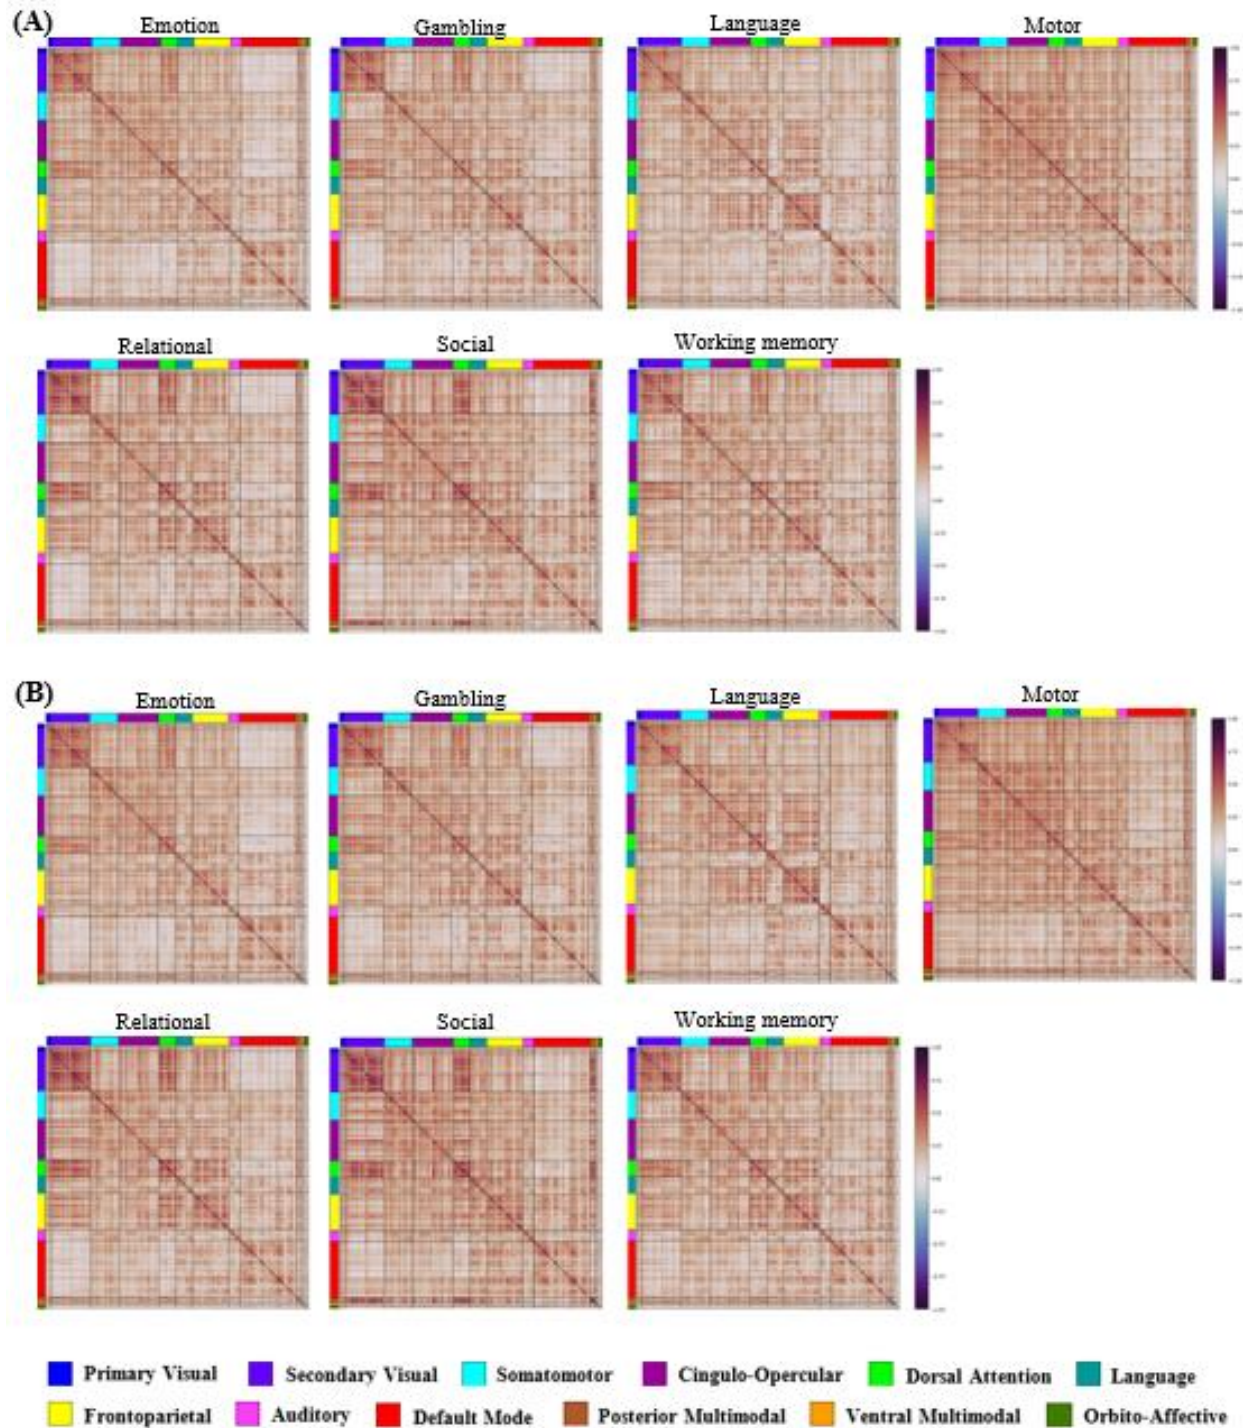 (A)
Emotion Gambling Language Motor
Relational Social Working memory
(B)
Emotion Gambling Language Motor
Relational Social Working memory
Primary Visual Secondary Visual Somatomotor Cingulo-Opercular Dorsal Attention Language
Frontoparietal Auditory Default Mode Posterior Multimodal Ventral Multimodal Orbito-Affective